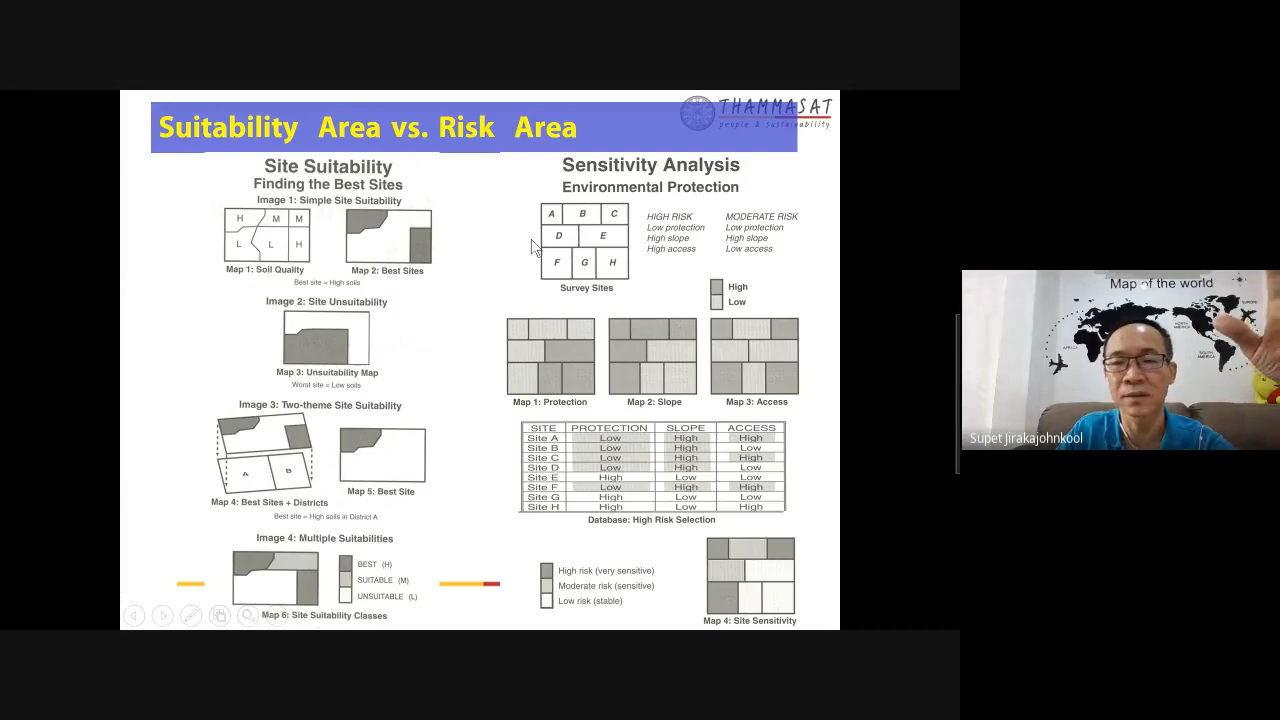 Suitability Area vs. Risk Area
THAMMASAT
people & sustainability
Site Suitability
Finding the Best Sites
Image 1: Simple Site Suitability
H M M
L L H
Map 1: Soil Quality
Map 2: Best Sites
Best site = High soils
Image 2: Site Unsuitability
Map 3: Unsuitability Map
Worst site = Low soils
Image 3: Two-theme Site Suitability
A B
Map 4: Best Sites + Districts
Map 5: Best Site
Best site = High soils in District A
Image 4: Multiple Suitabilities
BEST (H)
SUITABLE (M)
UNSUITABLE (L)
Map 6: Site Suitability Classes
Sensitivity Analysis
Environmental Protection
A B C
D E
F G H
Survey Sites
HIGH RISK
Low protection
High slope
High access
MODERATE RISK
Low protection
High slope
Low access
High
Low
Map 1: Protection
Map 2: Slope
Map 3: Access
SITE PROTECTION SLOPE ACCESS
Site A Low High High
Site B Low High Low
Site C Low High High
Site D Low High Low
Site E High Low Low
Site F Low High High
Site G High Low Low
Site H High Low High
Database: High Risk Selection
High risk (very sensitive)
Moderate risk (sensitive)
Low risk (stable)
Map 4: Site Sensitivity
Map of the world
EUROPE
NORTH AMERICA
AFRICA
SOUTH AMERICA
Supet Jirakajohnkool